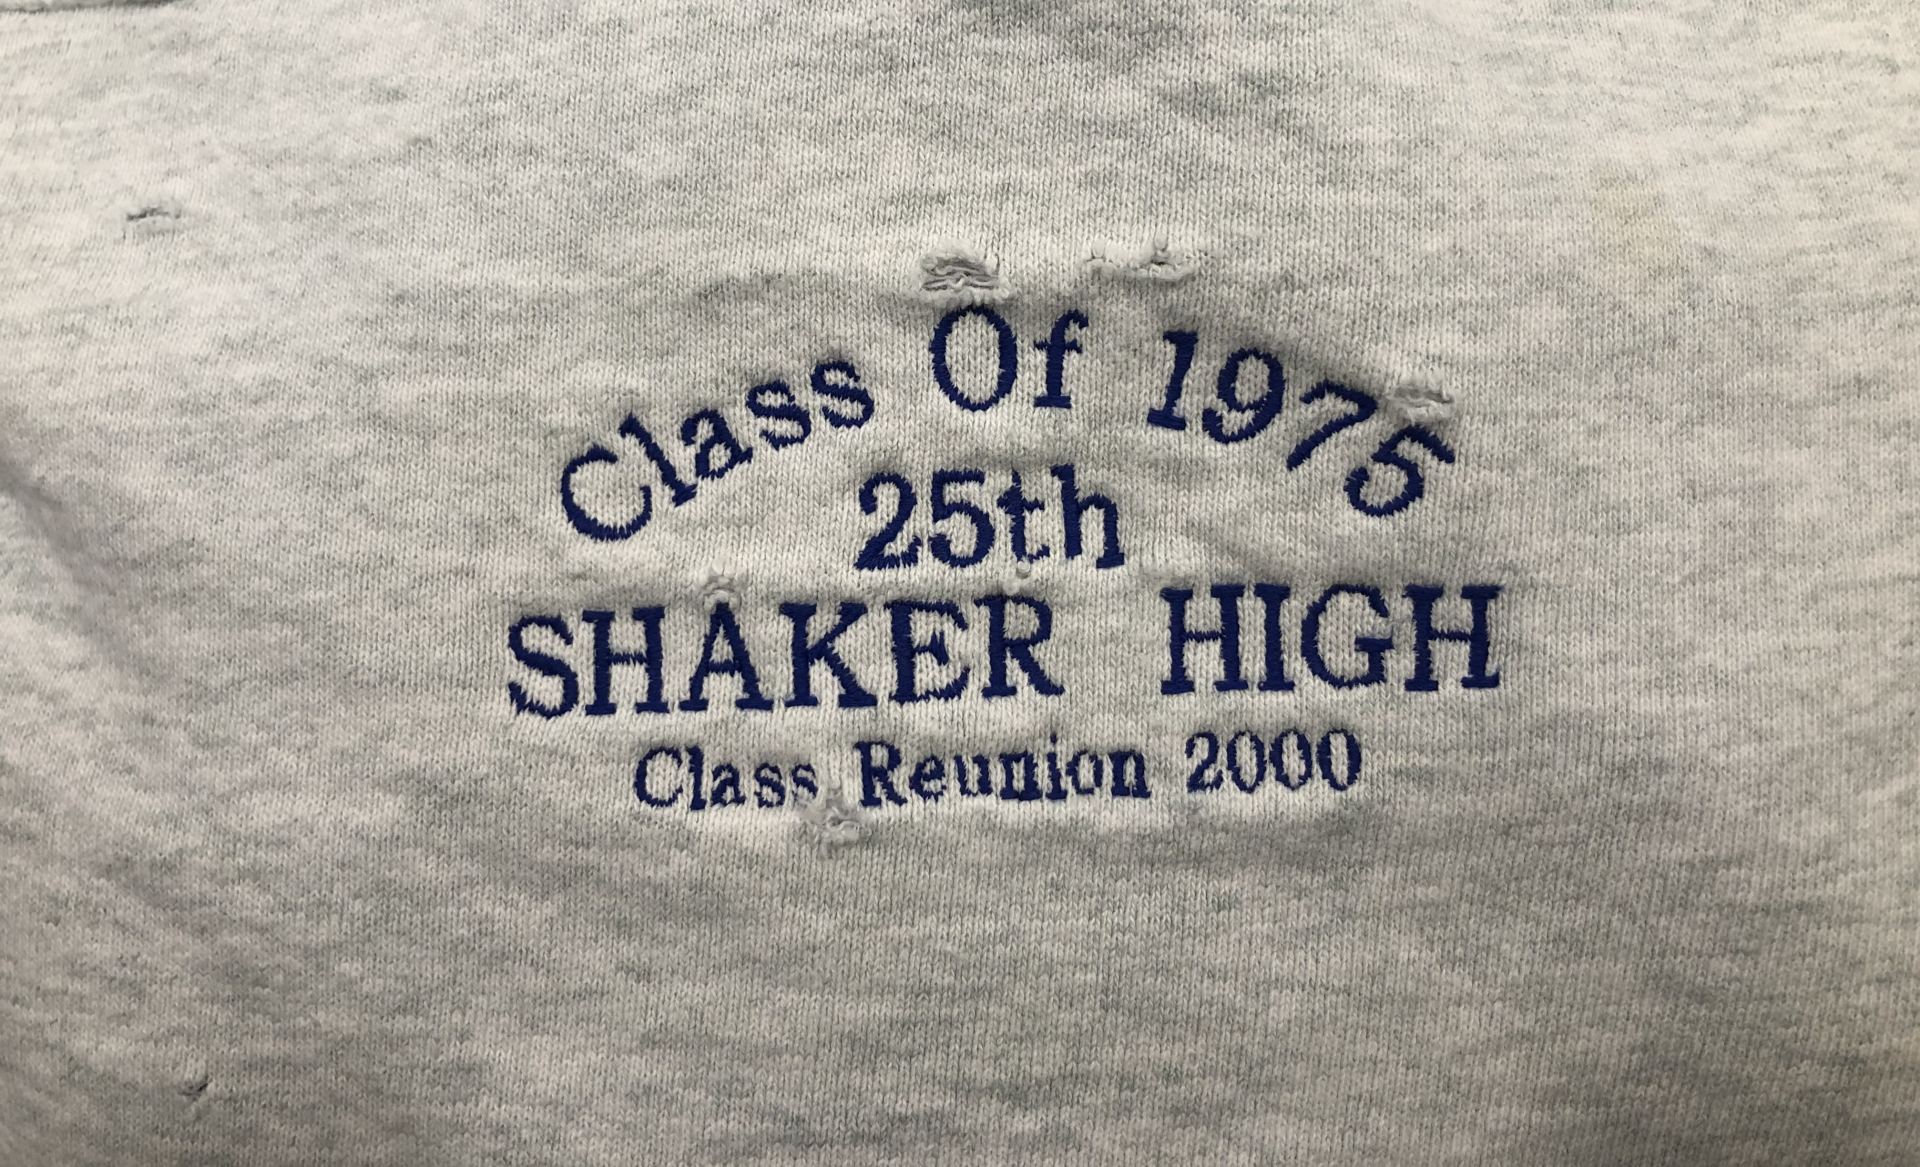 Class Of 1975
25th
SHAKER HIGH
Class Reunion 2000